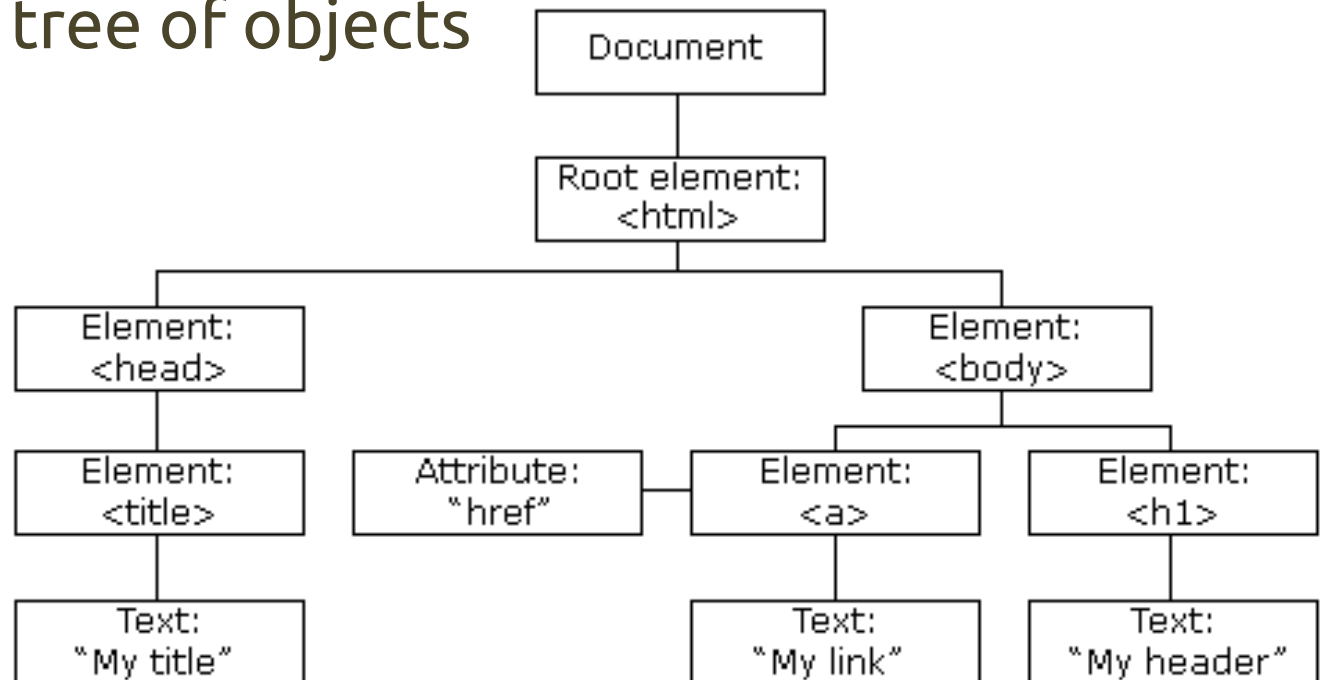 tree of objects
Document
Root element:
<html>
Element:
<head>
Element:
<body>
Element:
<title>
Attribute:
“href”
Element:
<a>
Element:
<h1>
Text:
“My title”
Text:
“My link”
Text:
“My header”